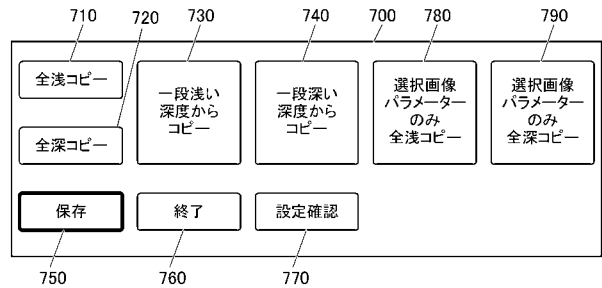 710 720 730 740 700 780 790
全浅コピー
全深コピー
一段浅い
深度から
コピー
一段深い
深度から
コピー
選択画像
パラメーター
のみ
全浅コピー
選択画像
パラメーター
のみ
全深コピー
保存
終了
設定確認
750 760 770